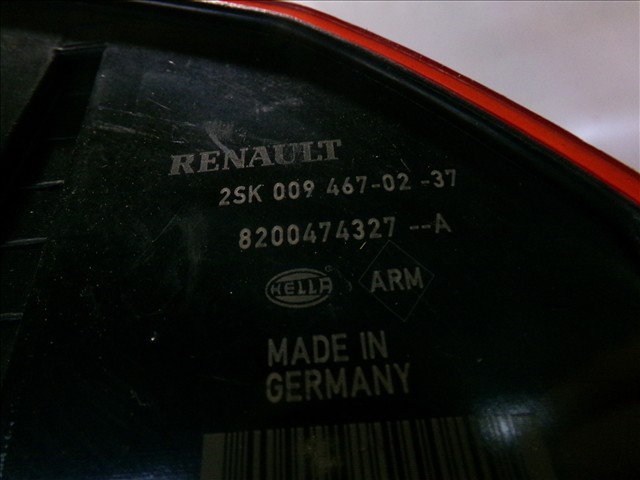 RENAULT
2SK 009 467-02 -37
8200474327 --A
HELLA ARM
MADE IN
GERMANY